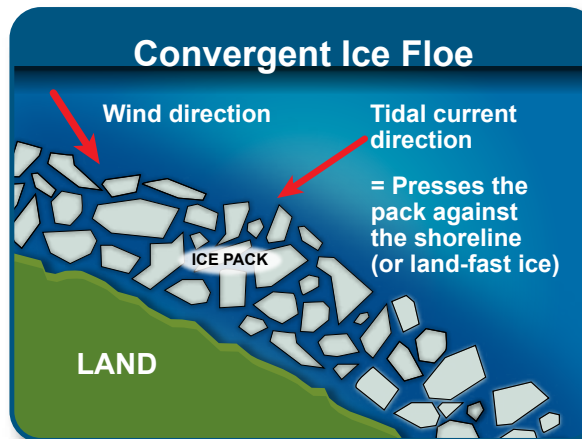 Convergent Ice Floe
Wind direction
Tidal current
direction
= Presses the
pack against
the shoreline
(or land-fast ice)
ICE PACK
LAND